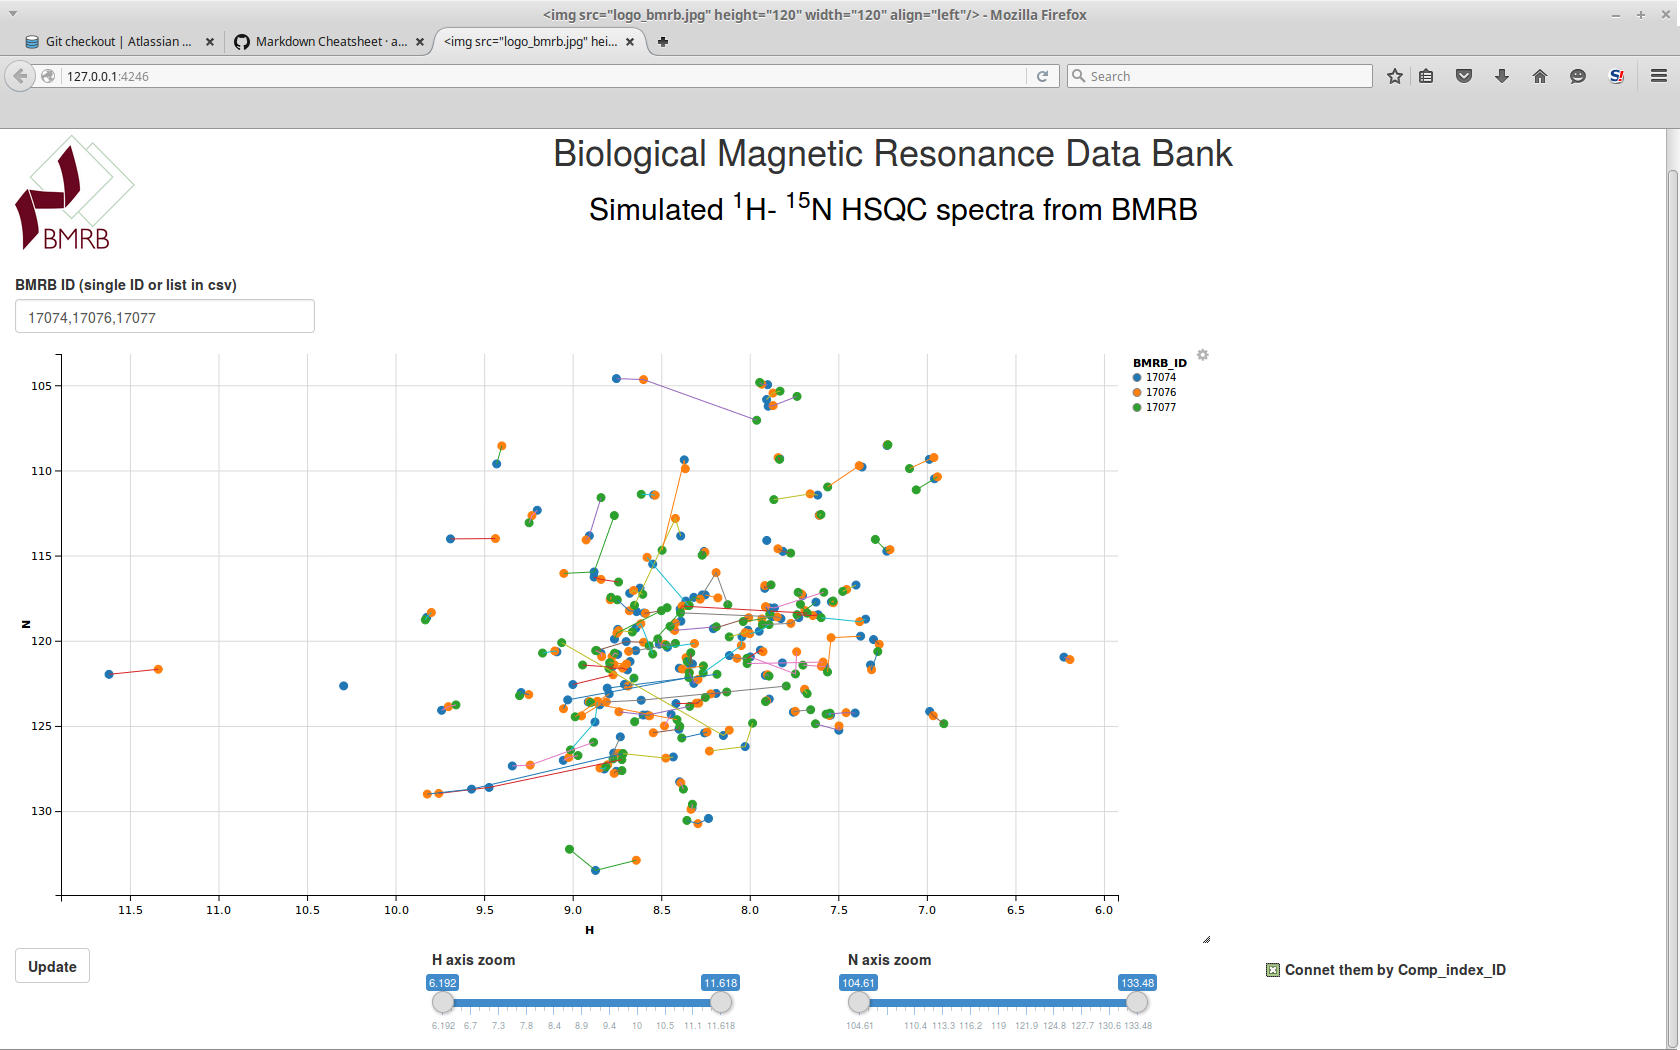 <img src="logo_bmrb.jpg" height="120" width="120" align="left"/> - Mozilla Firefox
Git checkout | Atlassian ...
Markdown Cheatsheet · a...
<img src="logo_bmrb.jpg" hei...
127.0.0.1:4246
Search
S!
BMRB
Biological Magnetic Resonance Data Bank
Simulated ¹H- ¹⁵N HSQC spectra from BMRB
BMRB ID (single ID or list in csv)
17074,17076,17077
BMRB_ID
17074
17076
17077
105
110
115
120
125
130
N
11.5 11.0 10.5 10.0 9.5 9.0 8.5 8.0 7.5 7.0 6.5 6.0
H
Update
H axis zoom
6.192 11.618
6.192 6.7 7.3 7.8 8.4 8.9 9.4 10 10.5 11.1 11.618
N axis zoom
104.61 133.48
104.61 110.4 113.3 116.2 119 121.9 124.8 127.7 130.6 133.48
Connet them by Comp_index_ID